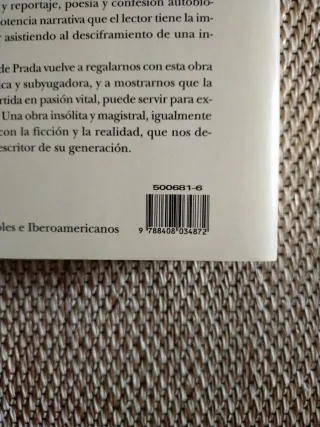 y reportaje, poesía y confesión autobio-
potencia narrativa que el lector tiene la im-
asistiendo al desciframiento de una in-
de Prada vuelve a regalarnos con esta obra
ica y subyugadora, y a mostrarnos que la
rtida en pasión vital, puede servir para ex-
Una obra insólita y magistral, igualmente
con la ficción y la realidad, que nos de-
escritor de su generación.
500681-6
oles e Iberoamericanos
9 788408 034872